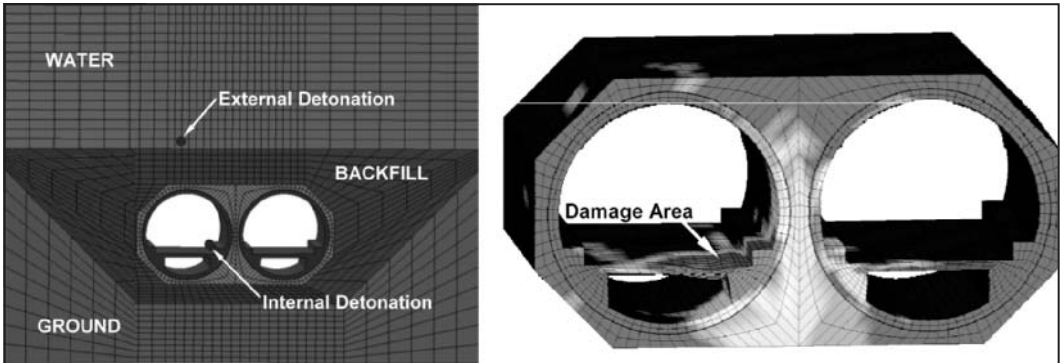 WATER
External Detonation
BACKFILL
Damage Area
Internal Detonation
GROUND